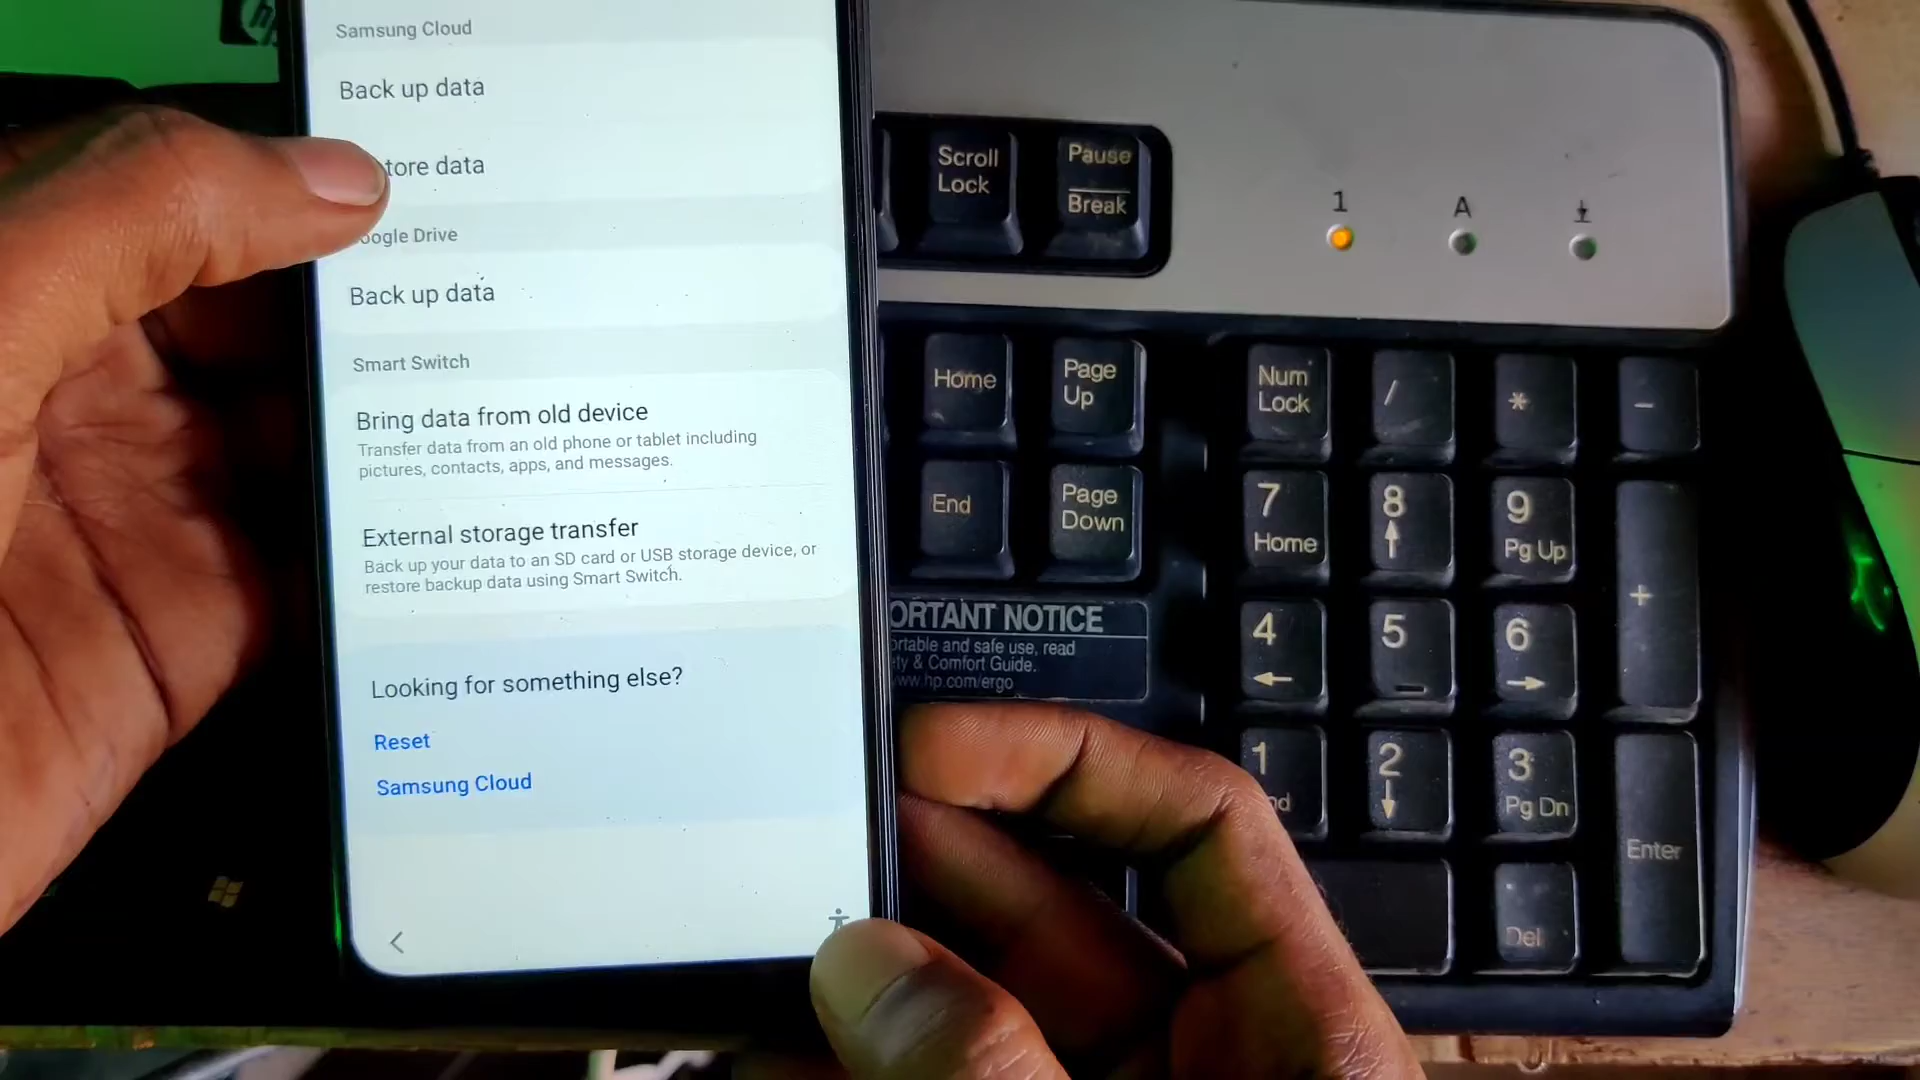 hp
Samsung Cloud
Back up data
tore data
oogle Drive
Back up data
Smart Switch
Bring data from old device
Transfer data from an old phone or tablet including
pictures, contacts, apps, and messages.
External storage transfer
Back up your data to an SD card or USB storage device, or
restore backup data using Smart Switch.
Looking for something else?
Reset
Samsung Cloud
Scroll
Lock
Pause
Break
1
A
Home
Page
Up
Num
Lock
/
*
-
End
Page
Down
7
Home
8
9
Pg Up
+
ORTANT NOTICE
ortable and safe use, read
ty & Comfort Guide.
ww.hp.com/ergo
4
5
6
1
nd
2
3
Pg Dn
Enter
Del